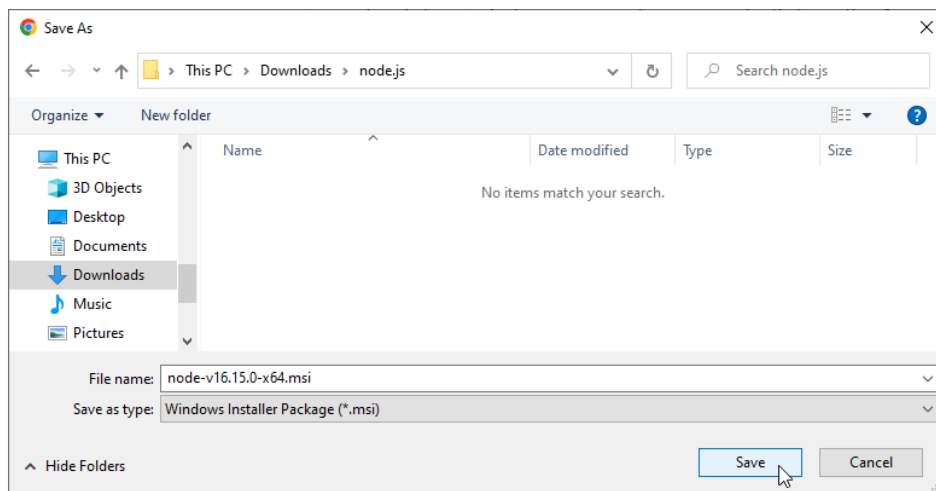 Save As
This PC > Downloads > node.js
Search node.js
Organize
New folder
Name
Date modified
Type
Size
No items match your search.
This PC
3D Objects
Desktop
Documents
Downloads
Music
Pictures
File name: node-v16.15.0-x64.msi
Save as type: Windows Installer Package (*.msi)
Hide Folders
Save
Cancel